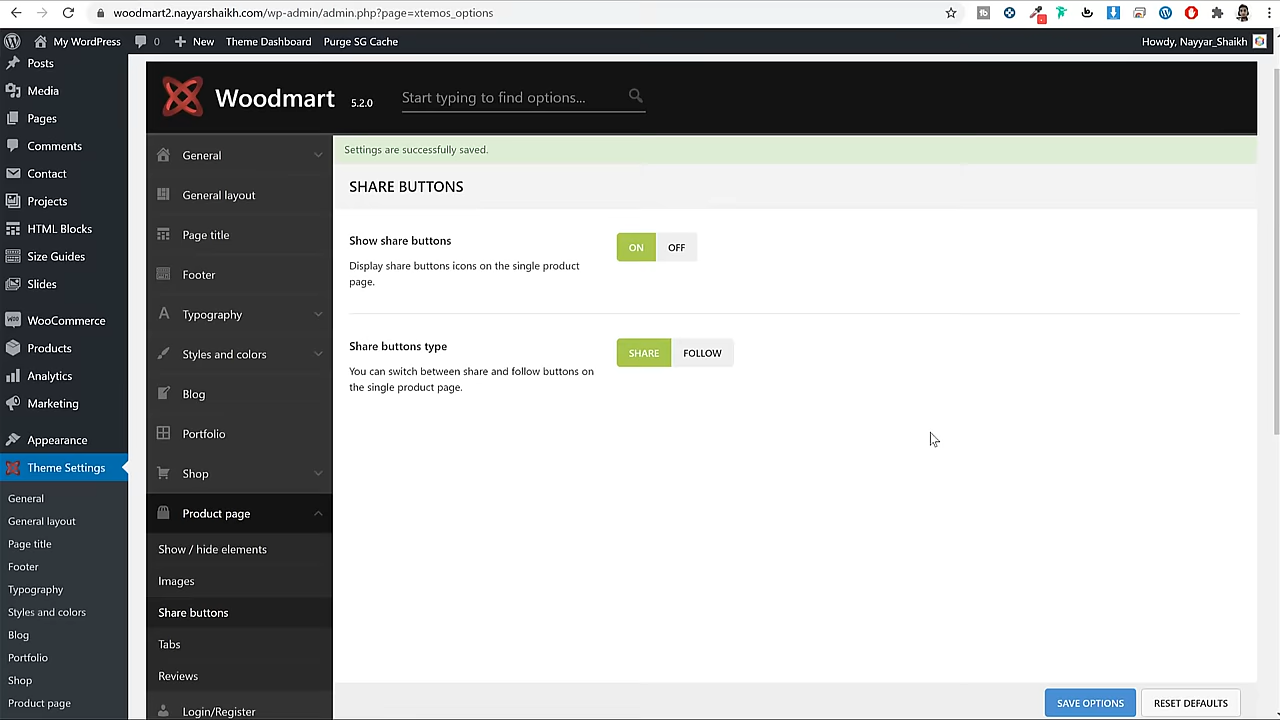 woodmart2.nayyarshaikh.com/wp-admin/admin.php?page=xtemos_options
My WordPress
0
New
Theme Dashboard
Purge SG Cache
Howdy, Nayyar_Shaikh
Posts
Media
Pages
Comments
Contact
Projects
HTML Blocks
Size Guides
Slides
WooCommerce
Products
Analytics
Marketing
Appearance
Theme Settings
General
General layout
Page title
Footer
Typography
Styles and colors
Blog
Portfolio
Shop
Product page
Woodmart 5.2.0
Start typing to find options...
General
General layout
Page title
Footer
Typography
Styles and colors
Blog
Portfolio
Shop
Product page
Show / hide elements
Images
Share buttons
Tabs
Reviews
Login/Register
Settings are successfully saved.
SHARE BUTTONS
Show share buttons
ON OFF
Display share buttons icons on the single product
page.
Share buttons type
SHARE FOLLOW
You can switch between share and follow buttons on
the single product page.
SAVE OPTIONS
RESET DEFAULTS